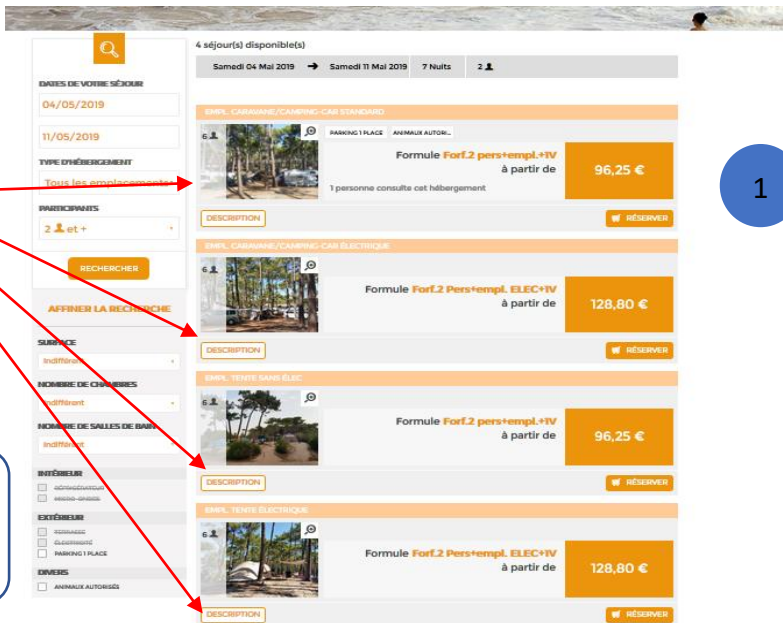 4 séjour(s) disponible(s)
Samedi 04 Mai 2019 → Samedi 11 Mai 2019 7 Nuits 2
DATES DE VOTRE SÉJOUR
04/05/2019
11/05/2019
TYPE D'HÉBERGEMENT
Tous les emplacements
PARTICIPANTS
2 et +
RECHERCHER
AFFINER LA RECHERCHE
SURFACE
Indifférent
NOMBRE DE CHAMBRES
Indifférent
NOMBRE DE SALLES DE BAIN
Indifférent
INTÉRIEUR
RÉFRIGÉRATEUR
MICRO-ONDES
EXTÉRIEUR
TERRASSE
ÉLECTRICITÉ
PARKING 1 PLACE
DIVERS
ANIMAUX AUTORISÉS
EMPL. CARAVANE/CAMPING-CAR STANDARD
6
PARKING 1 PLACE ANIMAUX AUTORI...
Formule Forf.2 pers+empl.+1V
à partir de
96,25 €
1 personne consulte cet hébergement
DESCRIPTION
RÉSERVER
EMPL. CARAVANE/CAMPING-CAR ÉLECTRIQUE
6
Formule Forf.2 Pers+empl. ELEC+1V
à partir de
128,80 €
DESCRIPTION
RÉSERVER
EMPL. TENTE SANS ÉLEC
6
Formule Forf.2 pers+empl.+1V
à partir de
96,25 €
DESCRIPTION
RÉSERVER
EMPL. TENTE ÉLECTRIQUE
6
Formule Forf.2 Pers+empl. ELEC+1V
à partir de
128,80 €
DESCRIPTION
RÉSERVER
1